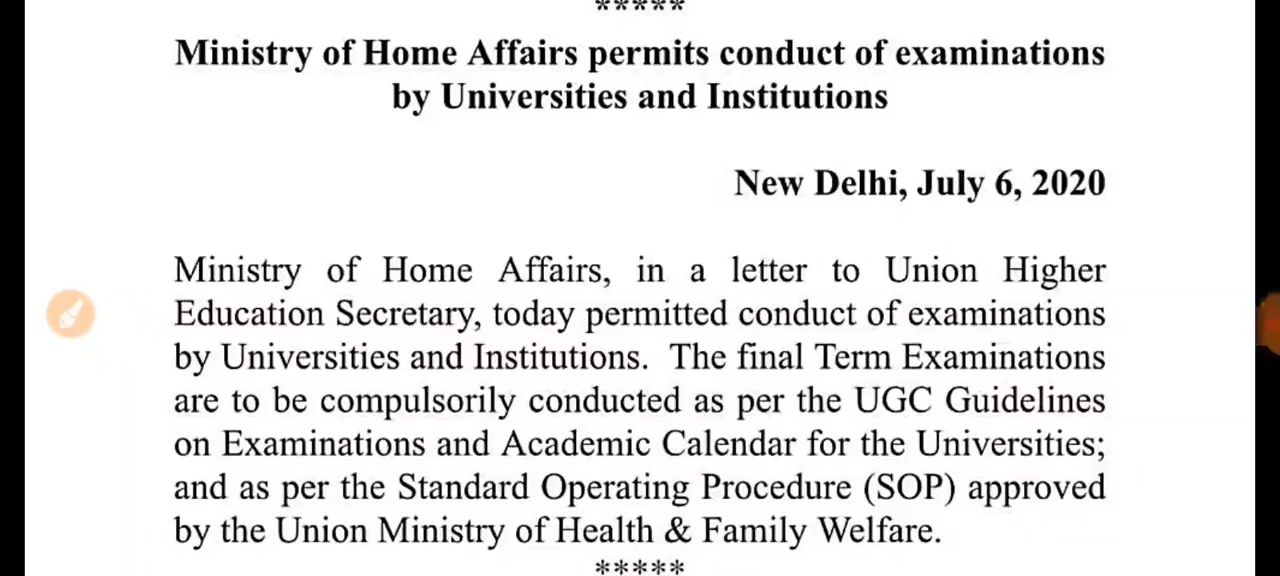 *****
Ministry of Home Affairs permits conduct of examinations
by Universities and Institutions
New Delhi, July 6, 2020
Ministry of Home Affairs, in a letter to Union Higher
Education Secretary, today permitted conduct of examinations
by Universities and Institutions. The final Term Examinations
are to be compulsorily conducted as per the UGC Guidelines
on Examinations and Academic Calendar for the Universities;
and as per the Standard Operating Procedure (SOP) approved
by the Union Ministry of Health & Family Welfare.
*****